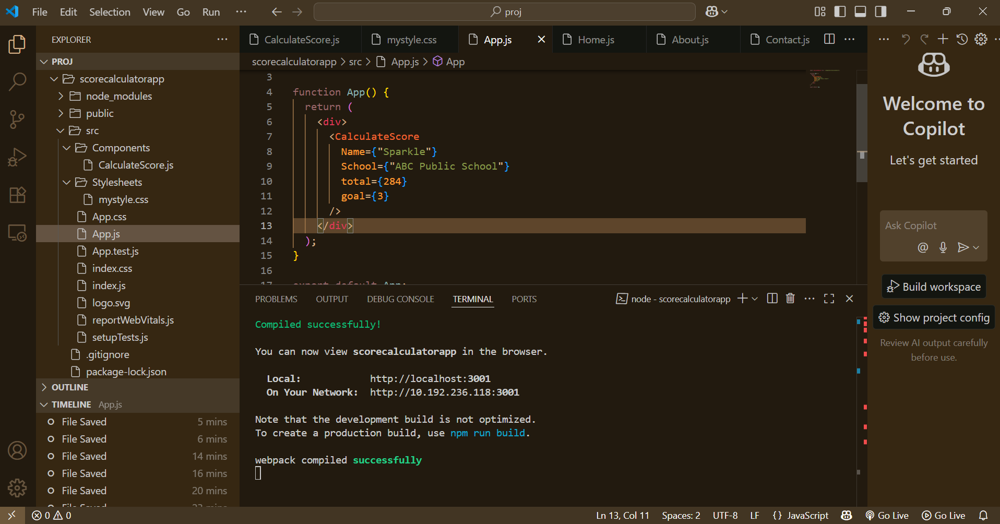 File Edit Selection View Go Run ··· proj
EXPLORER ···
PROJ
scorecalculatorapp
node_modules
public
src
Components
CalculateScore.js
Stylesheets
mystyle.css
App.css
App.js
App.test.js
index.css
index.js
logo.svg
reportWebVitals.js
setupTests.js
.gitignore
package-lock.json
OUTLINE
TIMELINE App.js
File Saved 5 mins
File Saved 6 mins
File Saved 14 mins
File Saved 16 mins
File Saved 20 mins
CalculateScore.js mystyle.css App.js Home.js About.js Contact.js
scorecalculatorapp > src > App.js > App
3
4 function App() {
5 return (
6 <div>
7 <CalculateScore
8 Name={"Sparkle"}
9 School={"ABC Public School"}
10 total={284}
11 goal={3}
12 />
13 </div>
14 );
15 }
16
17 export default App;
PROBLEMS OUTPUT DEBUG CONSOLE TERMINAL PORTS node - scorecalculatorapp
Compiled successfully!
You can now view scorecalculatorapp in the browser.
Local: http://localhost:3001
On Your Network: http://10.192.236.118:3001
Note that the development build is not optimized.
To create a production build, use npm run build.
webpack compiled successfully
Welcome to
Copilot
Let's get started
Ask Copilot
Build workspace
Show project config
Review AI output carefully
before use.
0 0 Ln 13, Col 11 Spaces: 2 UTF-8 LF {} JavaScript Go Live Go Live